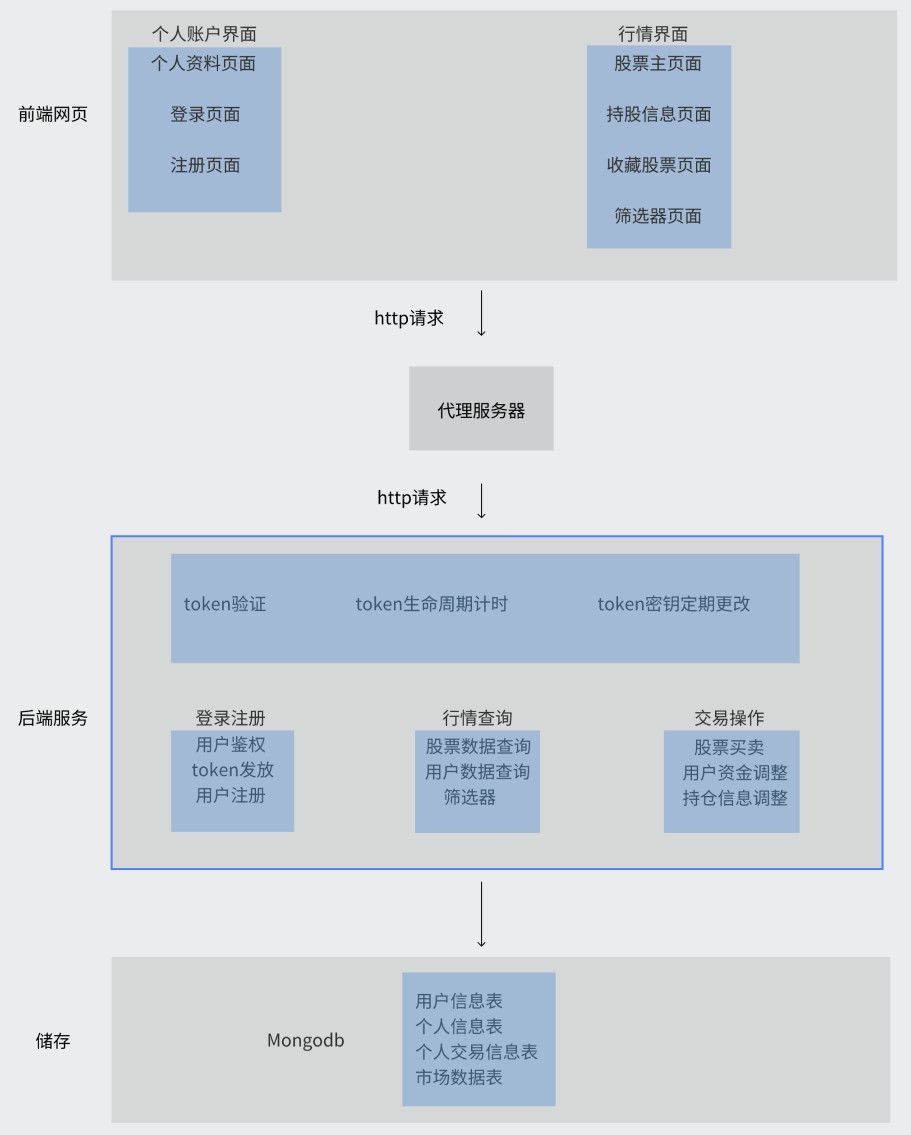 个人账户界面
行情界面
个人资料页面
股票主页面
前端网页
登录页面
持股信息页面
注册页面
收藏股票页面
筛选器页面
http请求
代理服务器
http请求
token验证
token生命周期计时
token密钥定期更改
后端服务
登录注册
行情查询
交易操作
用户鉴权
token发放
用户注册
股票数据查询
用户数据查询
筛选器
股票买卖
用户资金调整
持仓信息调整
储存
Mongodb
用户信息表
个人信息表
个人交易信息表
市场数据表